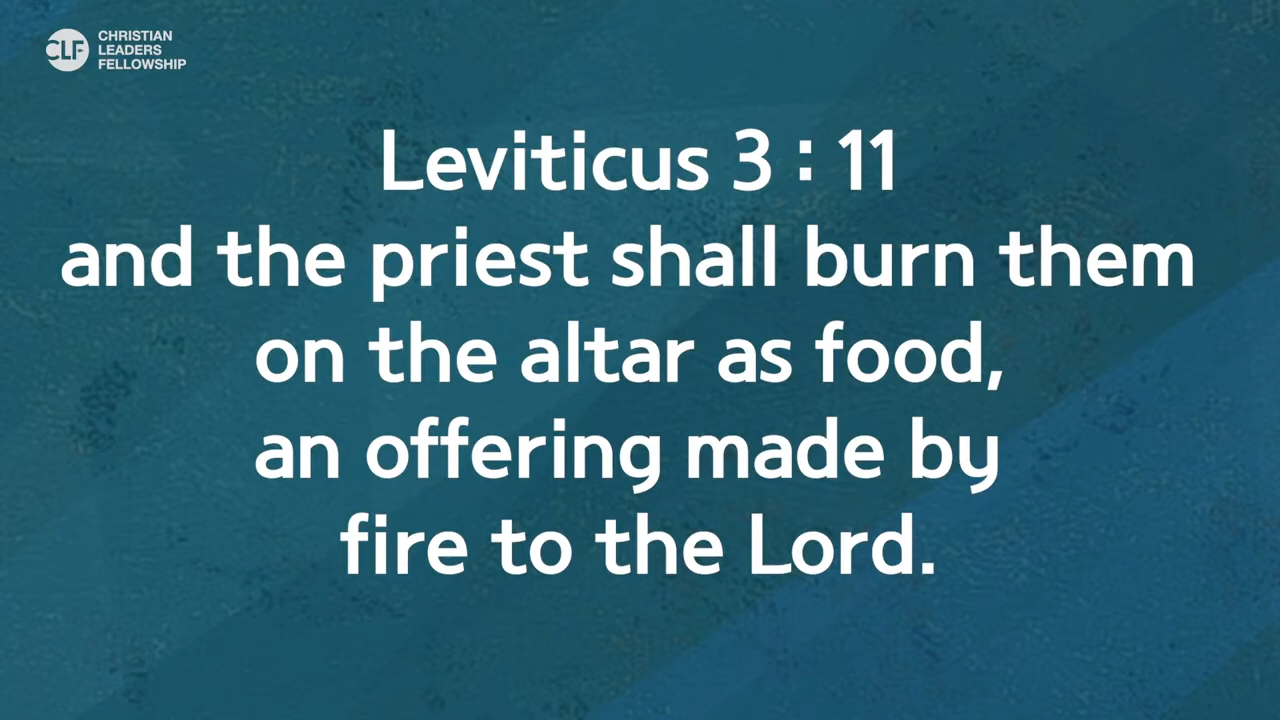 CLF
CHRISTIAN
LEADERS
FELLOWSHIP
Leviticus 3 : 11
and the priest shall burn them
on the altar as food,
an offering made by
fire to the Lord.